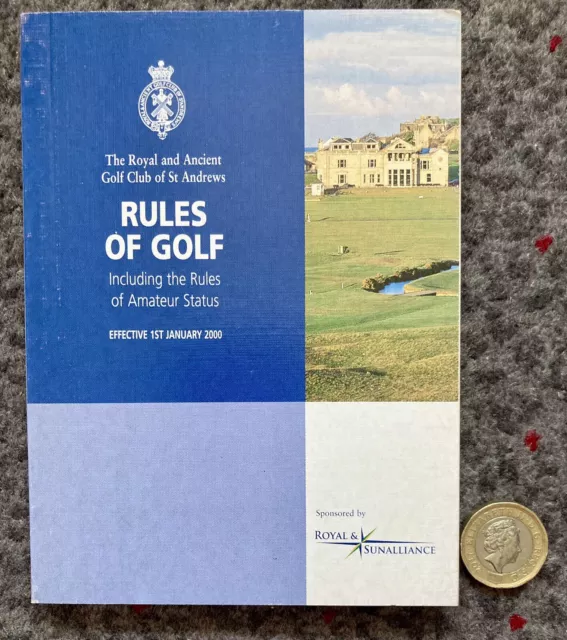 The Royal and Ancient
Golf Club of St Andrews
RULES
OF GOLF
Including the Rules
of Amateur Status
EFFECTIVE 1ST JANUARY 2000
Sponsored by
ROYAL &
SUNALLIANCE